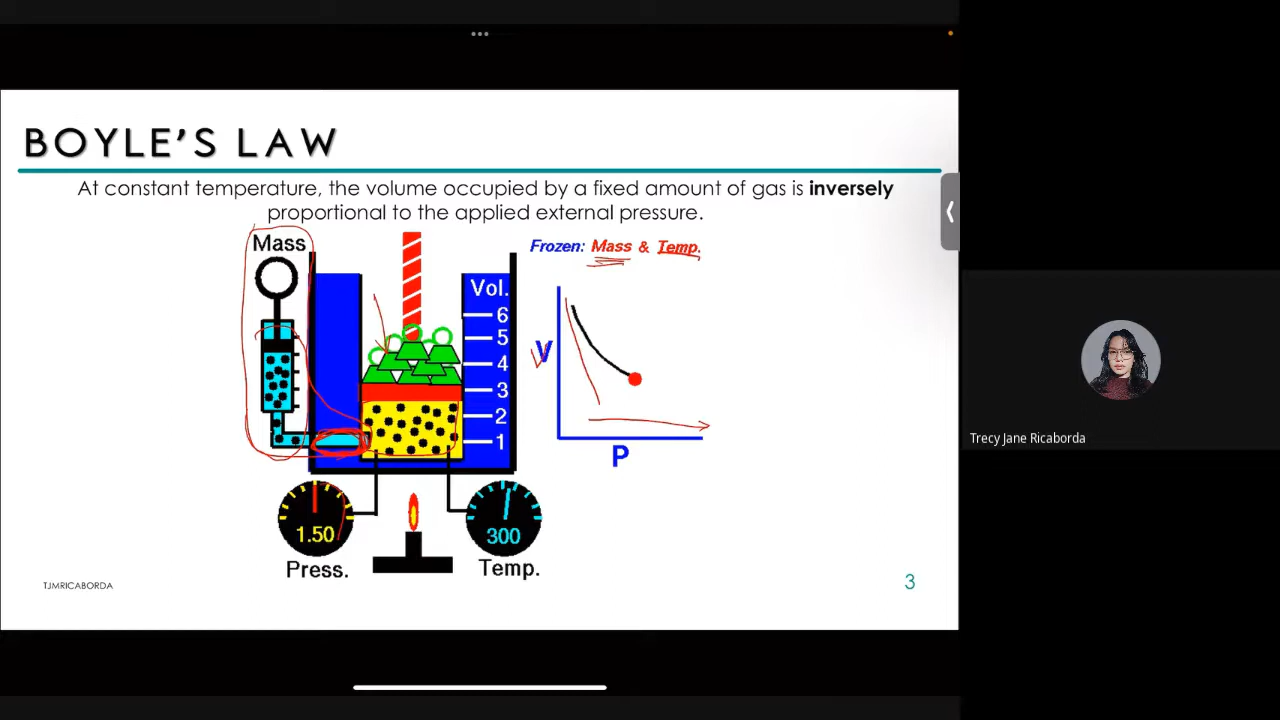 BOYLE'S LAW
At constant temperature, the volume occupied by a fixed amount of gas is inversely
proportional to the applied external pressure.
Mass
Frozen: Mass & Temp.
Vol.
6
5
4
3
2
1
V
P
1.50
300
Press.
Temp.
TJMRICABORDA
3
Trecy Jane Ricaborda